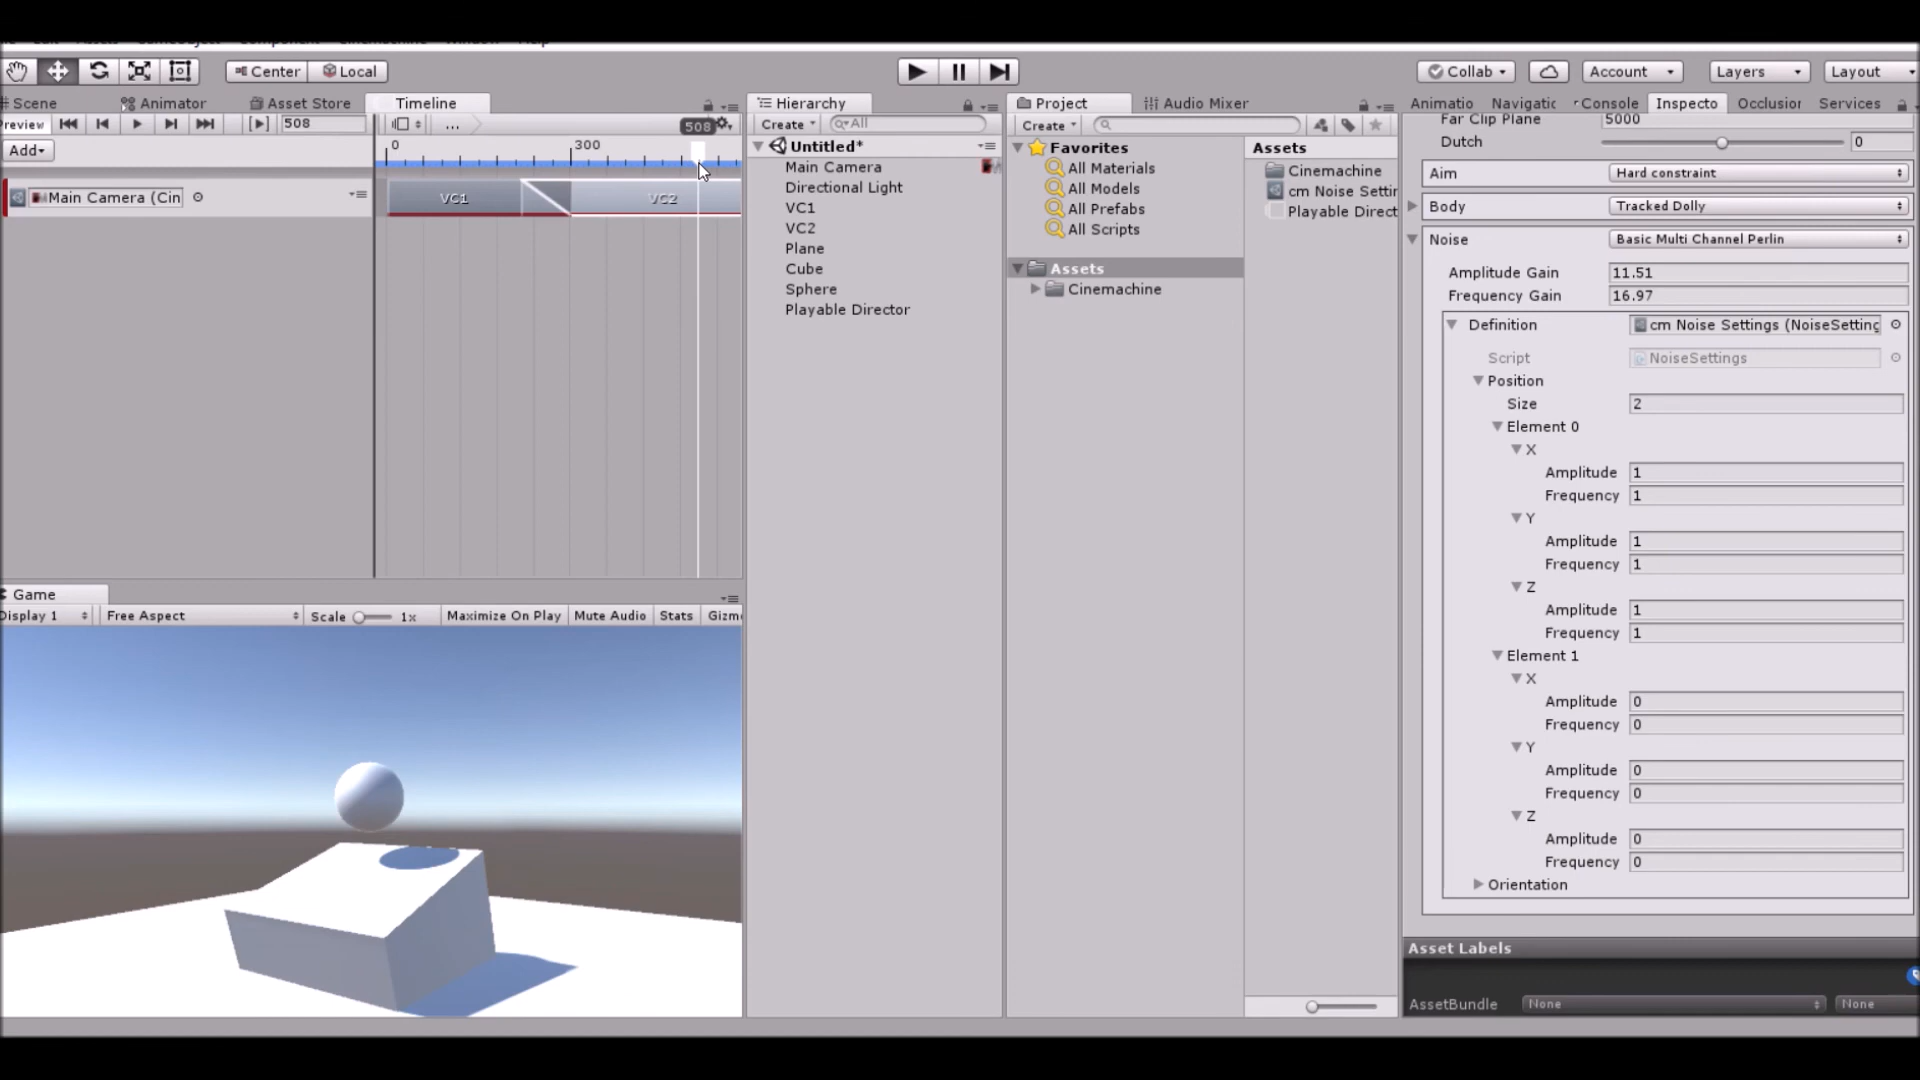 Center Local
Collab Account Layers Layout
Scene Animator Asset Store Timeline
Hierarchy
Project Audio Mixer
Animatio Navigatic Console Inspecto Occlusior Services
review 508
508
Add
0 300
Main Camera (Cin
VC1 VC2
Create All
Untitled*
Main Camera
Directional Light
VC1
VC2
Plane
Cube
Sphere
Playable Director
Create
Favorites
All Materials
All Models
All Prefabs
All Scripts
Assets
Cinemachine
Assets
Cinemachine
cm Noise Settir
Playable Direct
Far Clip Plane 5000
Dutch 0
Aim Hard constraint
Body Tracked Dolly
Noise Basic Multi Channel Perlin
Amplitude Gain 11.51
Frequency Gain 16.97
Definition cm Noise Settings (NoiseSetting
Script NoiseSettings
Position
Size 2
Element 0
X
Amplitude 1
Frequency 1
Y
Amplitude 1
Frequency 1
Z
Amplitude 1
Frequency 1
Element 1
X
Amplitude 0
Frequency 0
Y
Amplitude 0
Frequency 0
Z
Amplitude 0
Frequency 0
Orientation
Asset Labels
AssetBundle None None
Game
Display 1 Free Aspect Scale 1x Maximize On Play Mute Audio Stats Gizmo